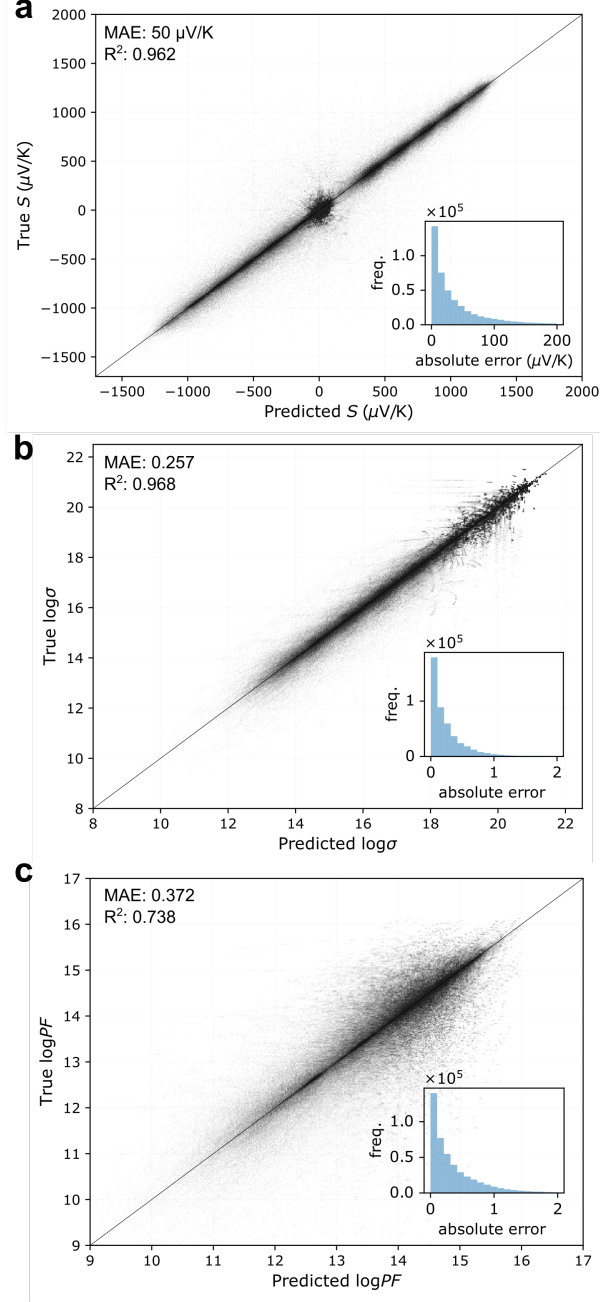 a
MAE: 50 μV/K
R²: 0.962
2000
1500
1000
500
0
−500
−1000
−1500
True S (μV/K)
×10⁵
1.0
0.5
0.0
freq.
0 100 200
absolute error (μV/K)
−1500 −1000 −500 0 500 1000 1500 2000
Predicted S (μV/K)
b
MAE: 0.257
R²: 0.968
22
20
18
16
14
12
10
8
True logσ
×10⁵
1
0
freq.
0 1 2
absolute error
8 10 12 14 16 18 20 22
Predicted logσ
c
MAE: 0.372
R²: 0.738
17
16
15
14
13
12
11
10
9
True logPF
×10⁵
1.0
0.5
0.0
freq.
0 1 2
absolute error
9 10 11 12 13 14 15 16 17
Predicted logPF